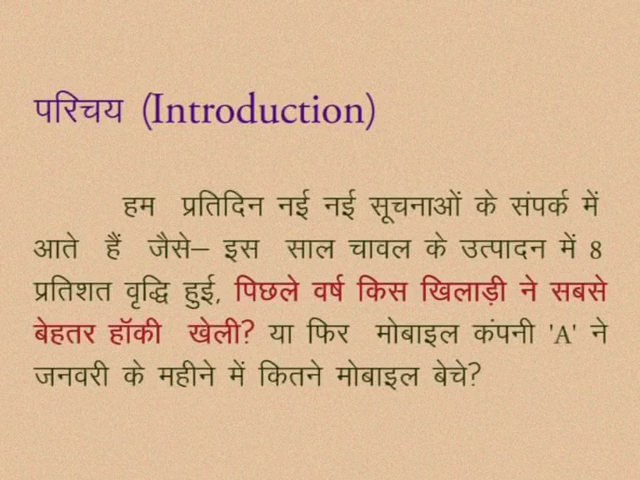 परिचय (Introduction)
हम प्रतिदिन नई नई सूचनाओं के संपर्क में
आते हैं जैसे– इस साल चावल के उत्पादन में 8
प्रतिशत वृद्धि हुई, पिछले वर्ष किस खिलाड़ी ने सबसे
बेहतर हॉकी खेली? या फिर मोबाइल कंपनी 'A' ने
जनवरी के महीने में कितने मोबाइल बेचे?